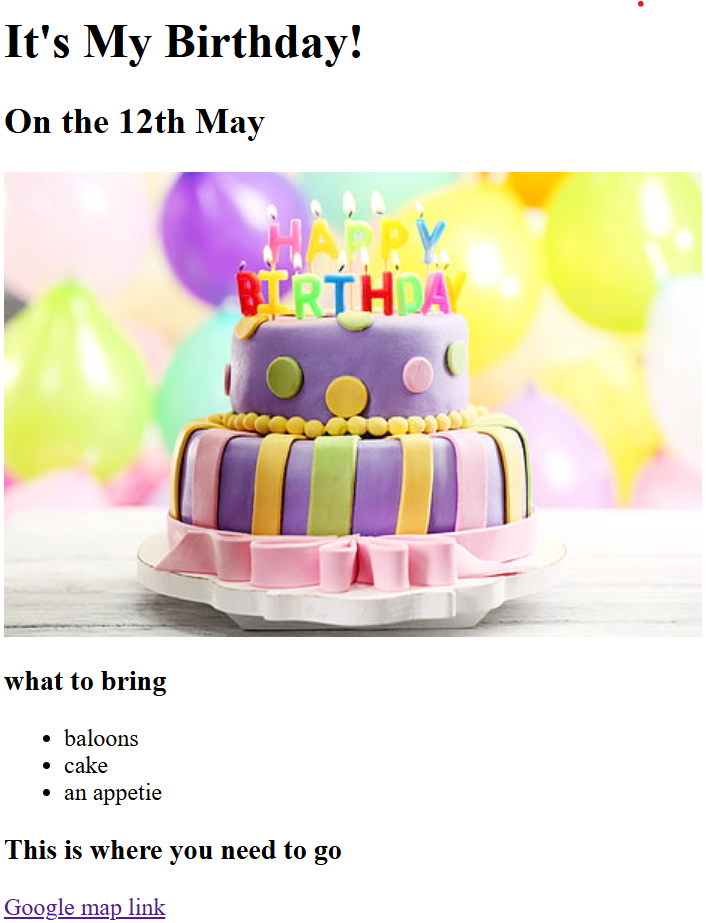 It's My Birthday!
On the 12th May
HAPPY
BIRTHDAY
what to bring
baloons
cake
an appetie
This is where you need to go
Google map link